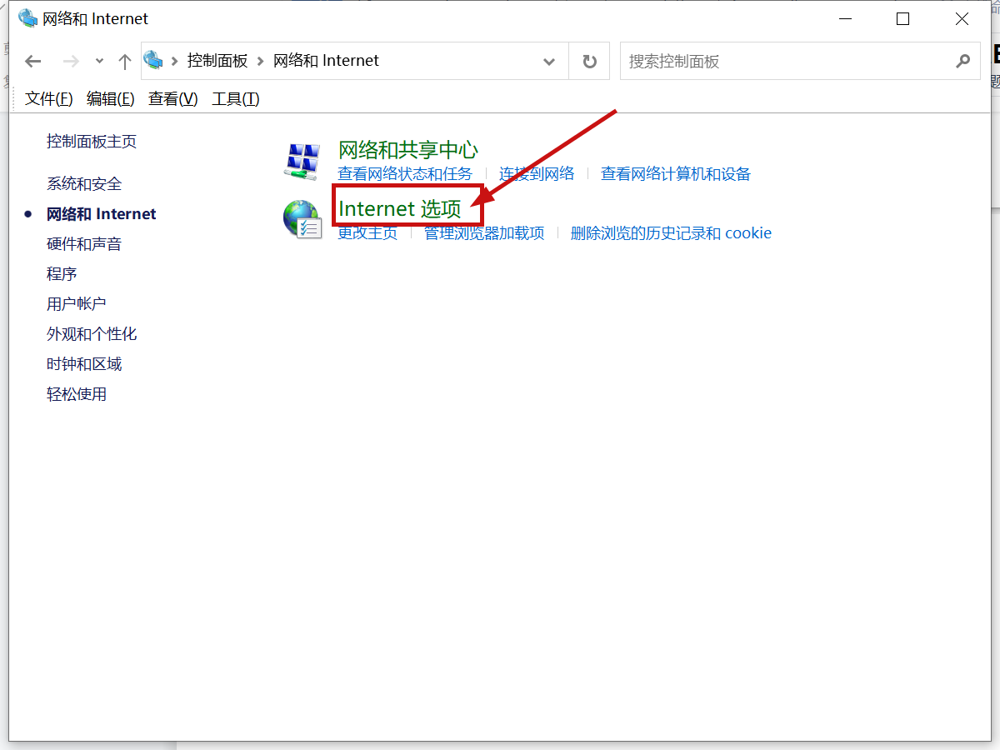 网络和 Internet
控制面板 网络和 Internet 搜索控制面板
文件(F) 编辑(E) 查看(V) 工具(T)
控制面板主页
系统和安全
网络和 Internet
硬件和声音
程序
用户帐户
外观和个性化
时钟和区域
轻松使用
网络和共享中心
查看网络状态和任务 连接到网络 查看网络计算机和设备
Internet 选项
更改主页 管理浏览器加载项 删除浏览的历史记录和 cookie